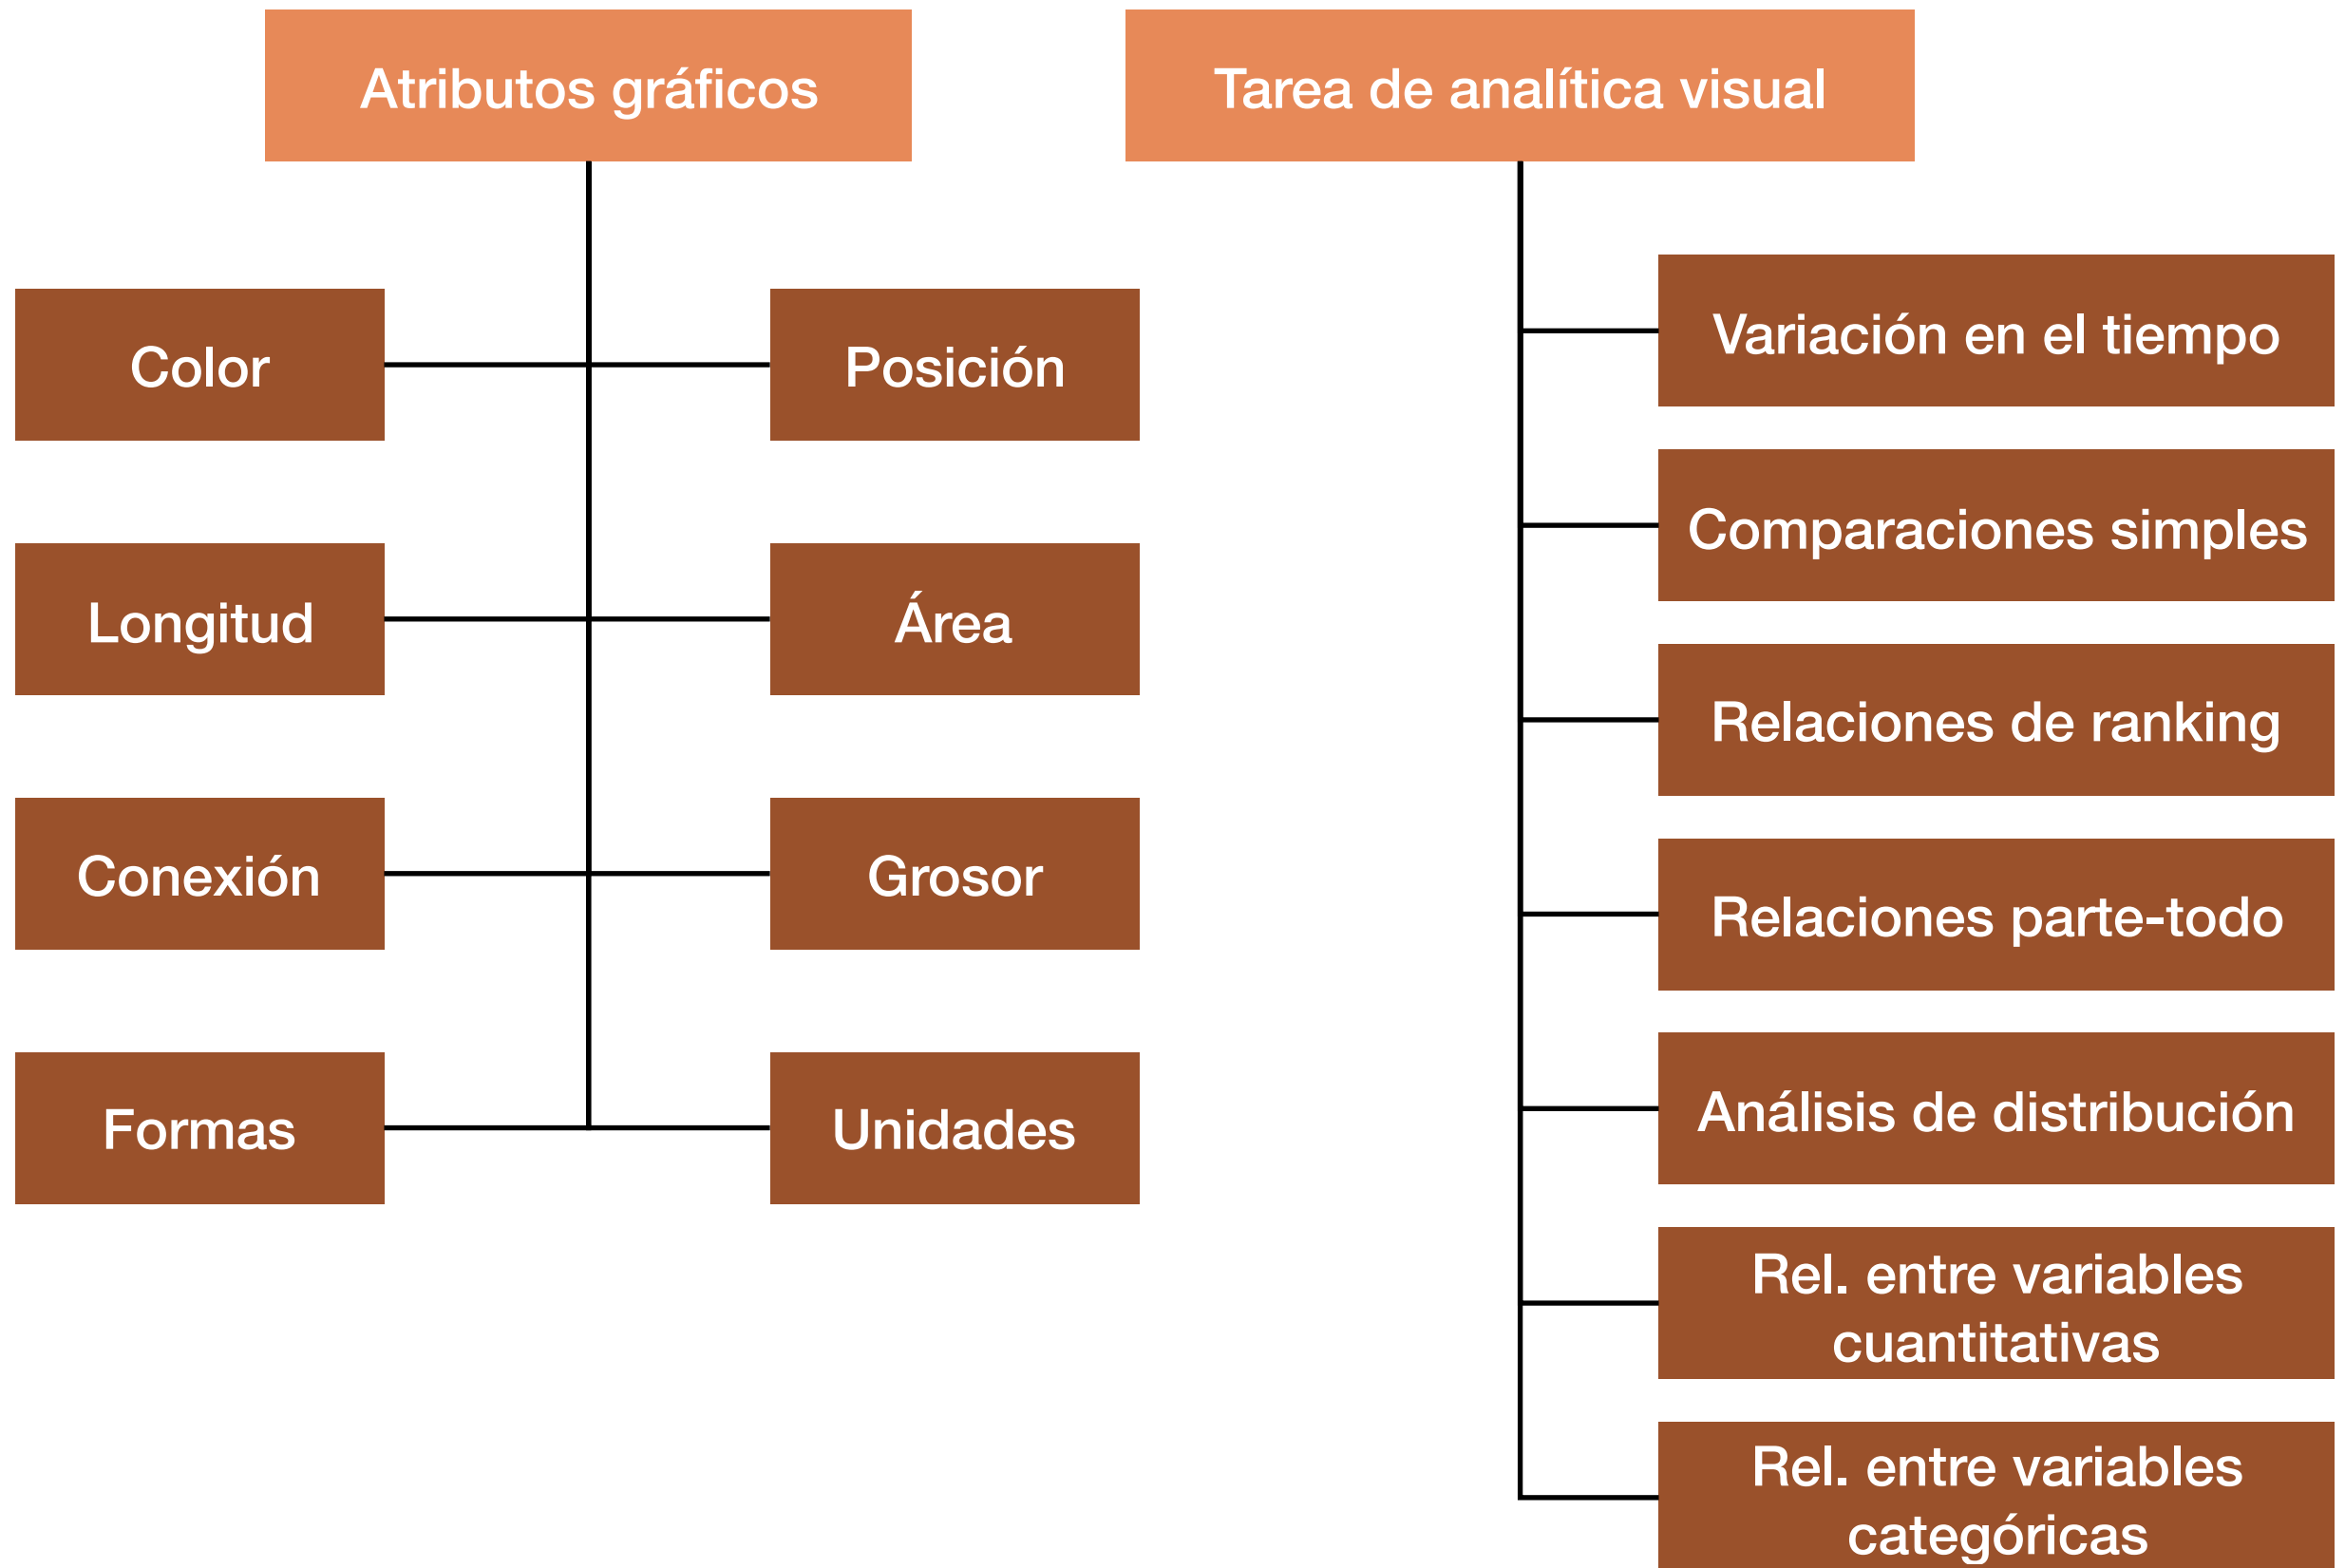 Atributos gráficos
Color
Posición
Longitud
Área
Conexión
Grosor
Formas
Unidades
Tarea de analítica visual
Variación en el tiempo
Comparaciones simples
Relaciones de ranking
Relaciones parte-todo
Análisis de distribución
Rel. entre variables
cuantitativas
Rel. entre variables
categóricas